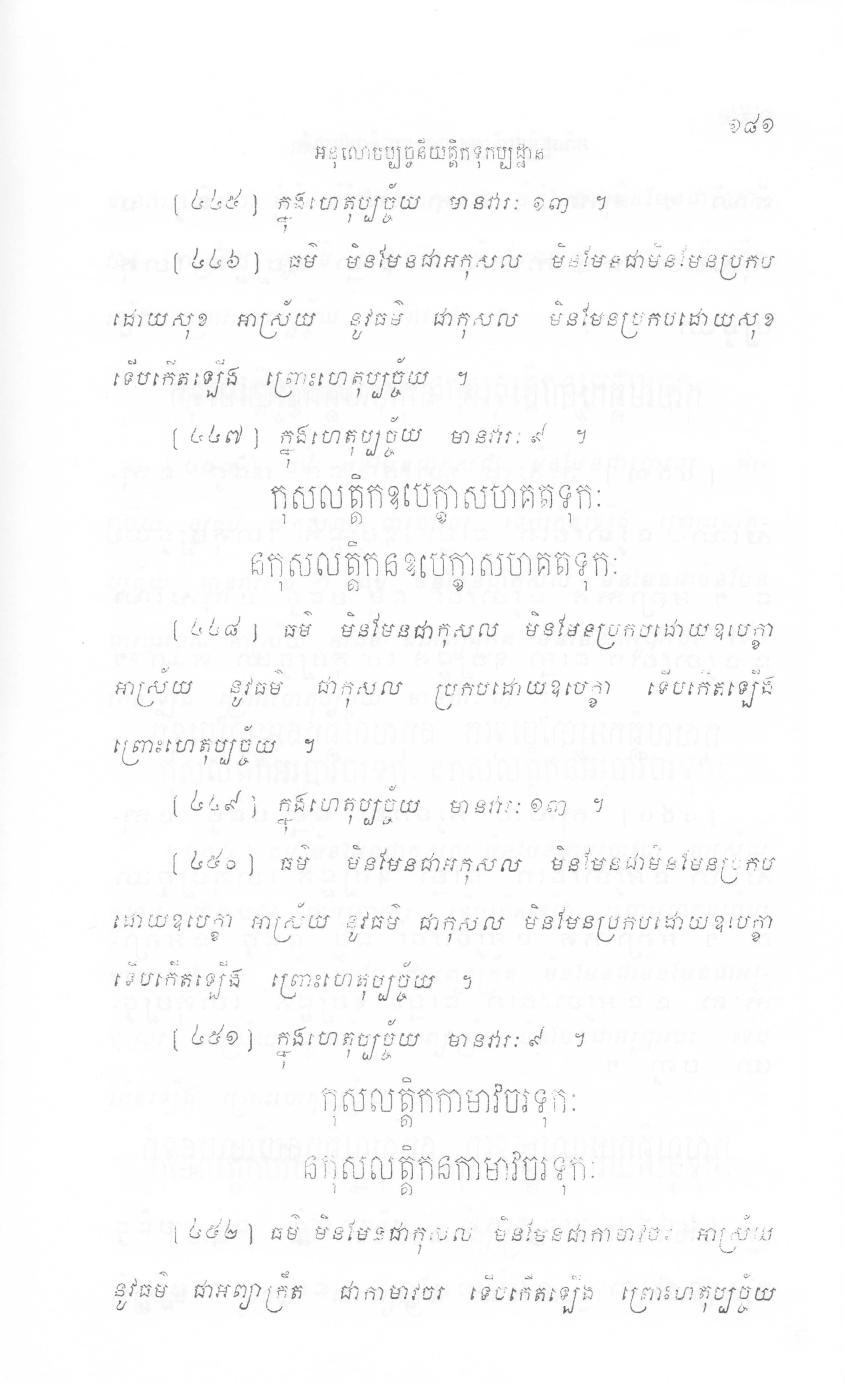 ១៨១
អនុលោមប្បច្ចនីយត្តិកទុកប្បដ្ឋាន
[ ៤៤៥ ] ក្នុងហេតុប្បច្ច័យ មានវារៈ ១៣ ។
[ ៤៤៦ ] ធម៌ មិនមែនជាអកុសល មិនមែនជាមិនមែនប្រកប
ដោយសុខ អាស្រ័យ នូវធម៌ ជាកុសល មិនមែនប្រកបដោយសុខ
ទើបកើតឡើង ព្រោះហេតុប្បច្ច័យ ។
[ ៤៤៧ ] ក្នុងហេតុប្បច្ច័យ មានវារៈ ៩ ។
កុសលត្តិកឧបេក្ខាសហគតទុកៈ
នកុសលត្តិកនឧបេក្ខាសហគតទុកៈ
[ ៤៤៨ ] ធម៌ មិនមែនជាកុសល មិនមែនប្រកបដោយឧបេក្ខា
អាស្រ័យ នូវធម៌ ជាកុសល ប្រកបដោយឧបេក្ខា ទើបកើតឡើង
ព្រោះហេតុប្បច្ច័យ ។
[ ៤៤៩ ] ក្នុងហេតុប្បច្ច័យ មានវារៈ ១៣ ។
[ ៤៥០ ] ធម៌ មិនមែនជាអកុសល មិនមែនជាមិនមែនប្រកប
ដោយឧបេក្ខា អាស្រ័យ នូវធម៌ ជាកុសល មិនមែនប្រកបដោយឧបេក្ខា
ទើបកើតឡើង ព្រោះហេតុប្បច្ច័យ ។
[ ៤៥១ ] ក្នុងហេតុប្បច្ច័យ មានវារៈ ៩ ។
កុសលត្តិកកាមាវចរទុកៈ
នកុសលត្តិកនកាមាវចរទុកៈ
[ ៤៥២ ] ធម៌ មិនមែនជាកុសល មិនមែនជាកាមាវចរ អាស្រ័យ
នូវធម៌ ជាអព្យាក្រឹត ជាកាមាវចរ ទើបកើតឡើង ព្រោះហេតុប្បច្ច័យ